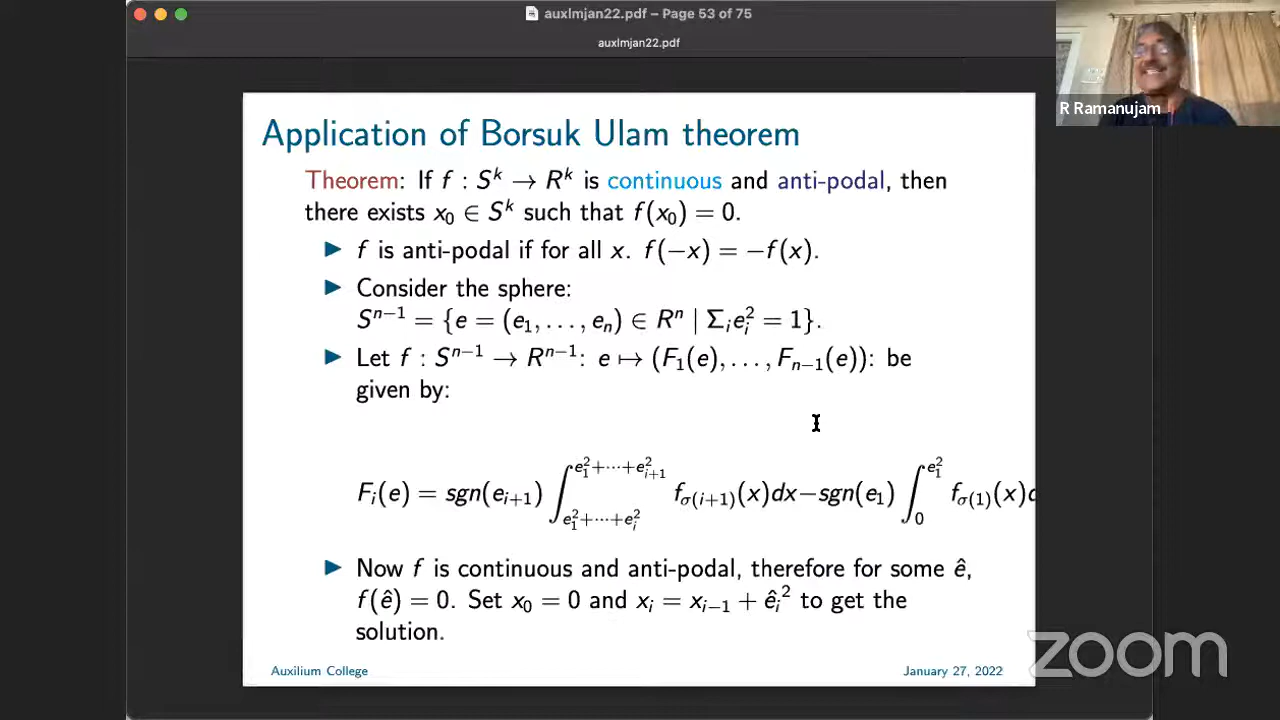 auxlmjan22.pdf – Page 53 of 75
auxlmjan22.pdf
R Ramanujam
Application of Borsuk Ulam theorem
Theorem: If f : S^k → R^k is continuous and anti-podal, then
there exists x_0 ∈ S^k such that f(x_0) = 0.
▶ f is anti-podal if for all x. f(−x) = −f(x).
▶ Consider the sphere:
S^{n−1} = {e = (e_1, . . . , e_n) ∈ R^n | Σ_i e_i^2 = 1}.
▶ Let f : S^{n−1} → R^{n−1}: e ↦ (F_1(e), . . . , F_{n−1}(e)): be
given by:
F_i(e) = sgn(e_{i+1}) ∫_{e_1^2+⋯+e_i^2}^{e_1^2+⋯+e_{i+1}^2} f_{σ(i+1)}(x)dx−sgn(e_1) ∫_0^{e_1^2} f_{σ(1)}(x)d
▶ Now f is continuous and anti-podal, therefore for some ê,
f(ê) = 0. Set x_0 = 0 and x_i = x_{i−1} + ê_i^2 to get the
solution.
Auxilium College January 27, 2022
zoom